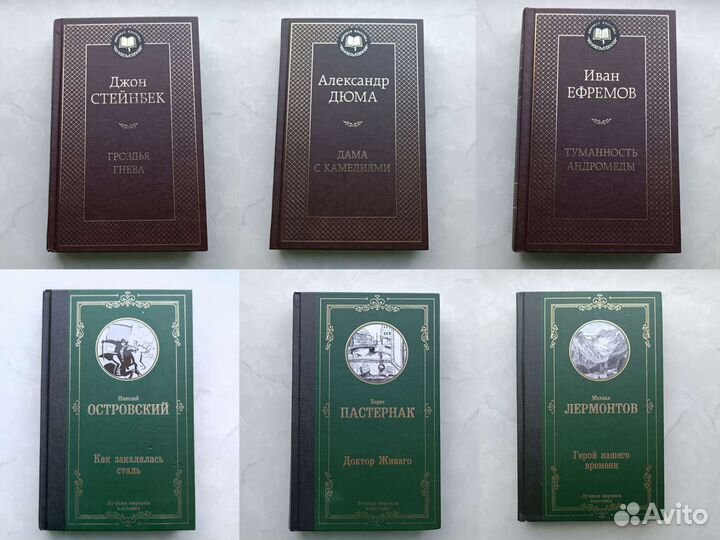 Джон
СТЕЙНБЕК
ГРОЗДЬЯ
ГНЕВА
Александр
ДЮМА
ДАМА
С КАМЕЛИЯМИ
Иван
ЕФРЕМОВ
ТУМАННОСТЬ
АНДРОМЕДЫ
Николай
ОСТРОВСКИЙ
Как закалялась
сталь
Лучшая мировая
классика
Борис
ПАСТЕРНАК
Доктор Живаго
Лучшая мировая
классика
Михаил
ЛЕРМОНТОВ
Герой нашего
времени
Лучшая мировая
классика
Avito